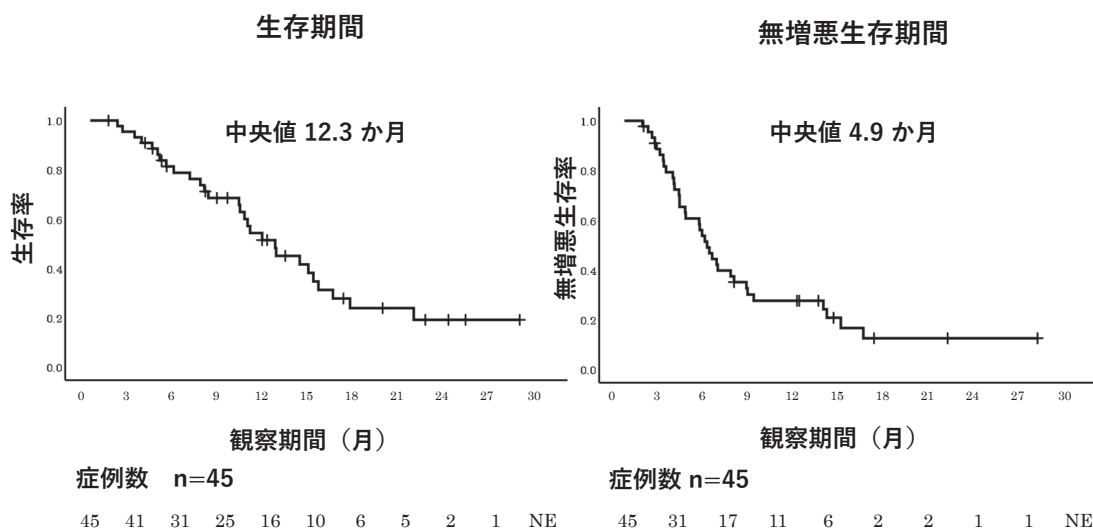 生存期間
中央値 12.3 か月
生存率
1.0
0.8
0.6
0.4
0.2
0.0
0 3 6 9 12 15 18 21 24 27 30
観察期間（月）
症例数 n=45
45 41 31 25 16 10 6 5 2 1 NE
無増悪生存期間
中央値 4.9 か月
無増悪生存率
1.0
0.8
0.6
0.4
0.2
0.0
0 3 6 9 12 15 18 21 24 27 30
観察期間（月）
症例数 n=45
45 31 17 11 6 2 2 1 1 NE